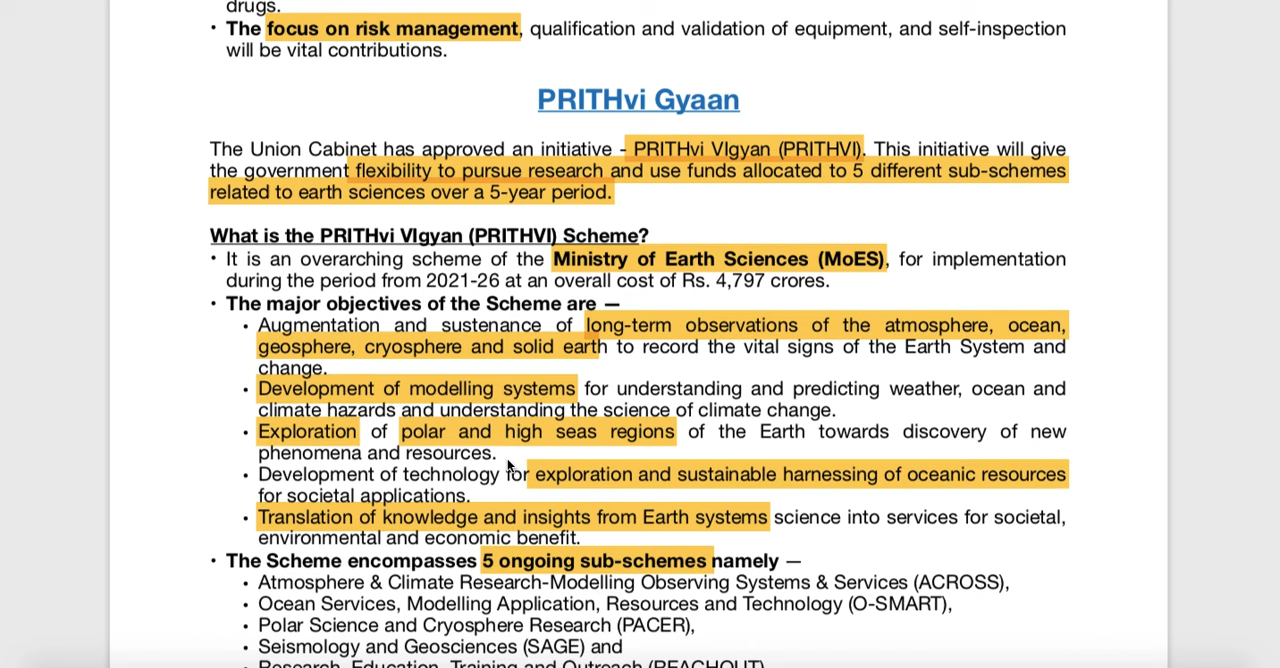 drugs.
• The focus on risk management, qualification and validation of equipment, and self-inspection
will be vital contributions.
PRITHvi Gyaan
The Union Cabinet has approved an initiative - PRITHvi VIgyan (PRITHVI). This initiative will give
the government flexibility to pursue research and use funds allocated to 5 different sub-schemes
related to earth sciences over a 5-year period.
What is the PRITHvi VIgyan (PRITHVI) Scheme?
• It is an overarching scheme of the Ministry of Earth Sciences (MoES), for implementation
during the period from 2021-26 at an overall cost of Rs. 4,797 crores.
• The major objectives of the Scheme are —
• Augmentation and sustenance of long-term observations of the atmosphere, ocean,
geosphere, cryosphere and solid earth to record the vital signs of the Earth System and
change.
• Development of modelling systems for understanding and predicting weather, ocean and
climate hazards and understanding the science of climate change.
• Exploration of polar and high seas regions of the Earth towards discovery of new
phenomena and resources.
• Development of technology for exploration and sustainable harnessing of oceanic resources
for societal applications.
• Translation of knowledge and insights from Earth systems science into services for societal,
environmental and economic benefit.
• The Scheme encompasses 5 ongoing sub-schemes namely —
• Atmosphere & Climate Research-Modelling Observing Systems & Services (ACROSS),
• Ocean Services, Modelling Application, Resources and Technology (O-SMART),
• Polar Science and Cryosphere Research (PACER),
• Seismology and Geosciences (SAGE) and
• Research, Education, Training and Outreach (REACHOUT)